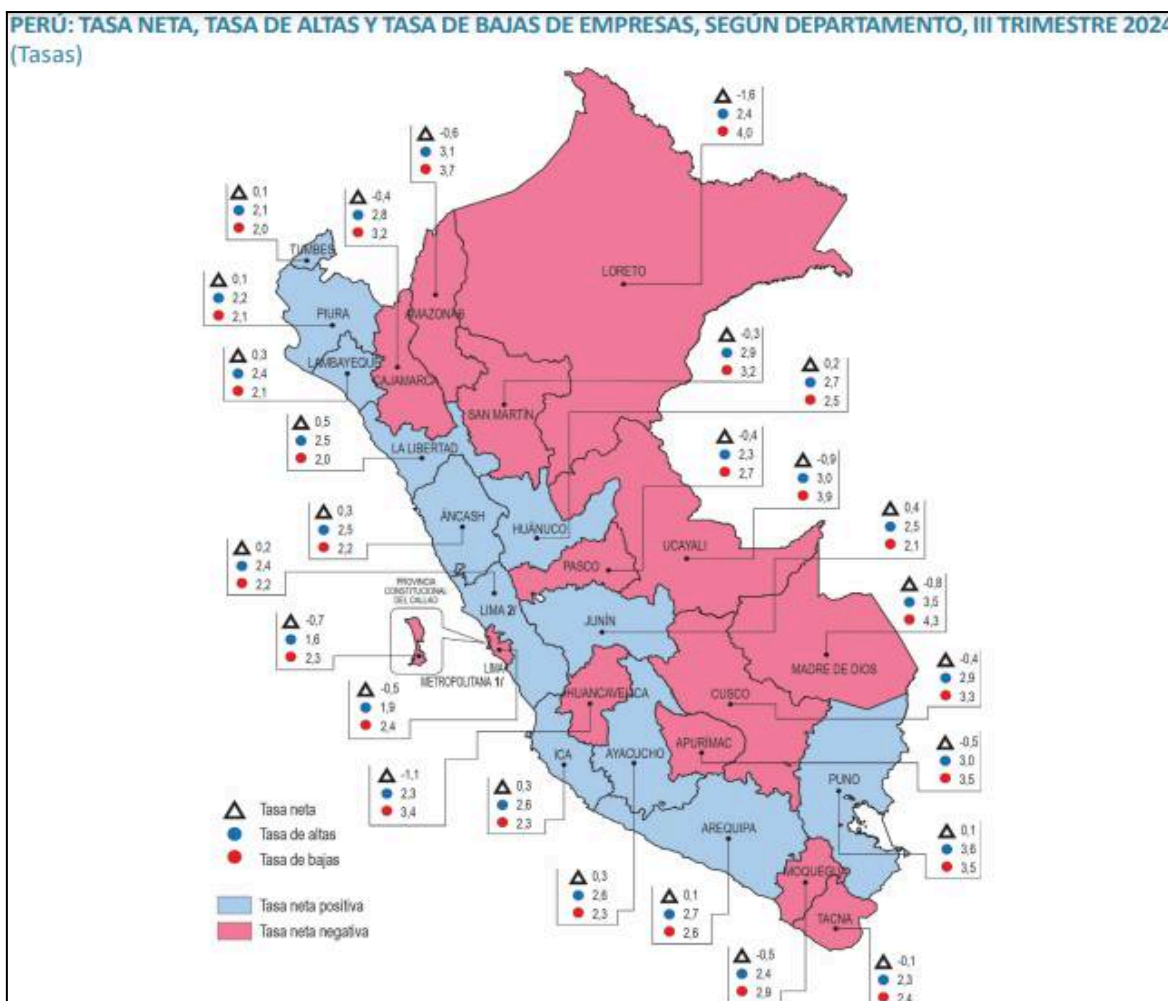 PERÚ: TASA NETA, TASA DE ALTAS Y TASA DE BAJAS DE EMPRESAS, SEGÚN DEPARTAMENTO, III TRIMESTRE 2024
(Tasas)
-1,6
2,4
4,0
-0,6
3,1
3,7
0,1
2,1
2,0
-0,4
2,8
3,2
TUMBES
LORETO
0,1
2,2
2,1
PIURA
AMAZONAS
-0,3
2,9
3,2
0,3
2,4
2,1
LAMBAYEQUE
CAJAMARCA
0,2
2,7
2,5
SAN MARTÍN
0,5
2,5
2,0
LA LIBERTAD
-0,4
2,3
2,7
-0,9
3,0
3,9
0,3
2,5
2,2
ÁNCASH
HUÁNUCO
UCAYALI
0,4
2,5
2,1
0,2
2,4
2,2
PASCO
PROVINCIA
CONSTITUCIONAL
DEL CALLAO
LIMA 2/
JUNÍN
-0,8
3,5
4,3
-0,7
1,6
2,3
LIMA
METROPOLITANA 1/
MADRE DE DIOS
-0,4
2,9
3,3
-0,5
1,9
2,4
HUANCAVELICA
CUSCO
APURÍMAC
ICA
AYACUCHO
-0,5
3,0
3,5
PUNO
-1,1
2,3
3,4
0,3
2,6
2,3
AREQUIPA
0,1
3,6
3,5
Tasa neta
Tasa de altas
Tasa de bajas
MOQUEGUA
0,3
2,6
2,3
0,1
2,7
2,6
Tasa neta positiva
Tasa neta negativa
TACNA
-0,5
2,4
2,9
-0,1
2,3
2,4